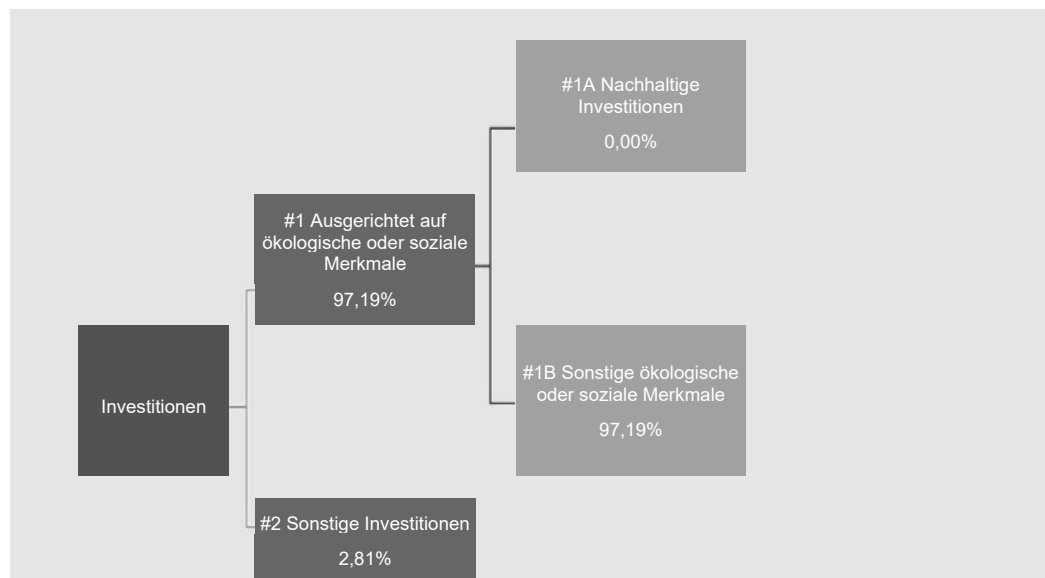 #1A Nachhaltige
Investitionen
0,00%
#1 Ausgerichtet auf
ökologische oder soziale
Merkmale
97,19%
#1B Sonstige ökologische
oder soziale Merkmale
97,19%
Investitionen
#2 Sonstige Investitionen
2,81%